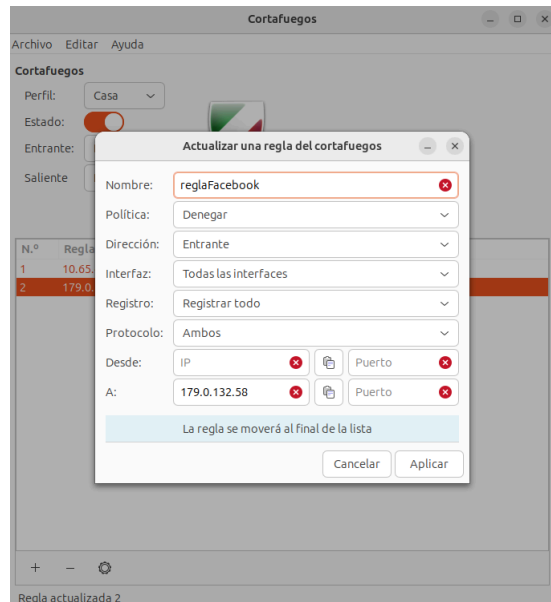 Cortafuegos
Archivo Editar Ayuda
Cortafuegos
Perfil: Casa
Estado:
Entrante:
Saliente
Actualizar una regla del cortafuegos
Nombre: reglaFacebook
Política: Denegar
Dirección: Entrante
Interfaz: Todas las interfaces
Registro: Registrar todo
Protocolo: Ambos
Desde: IP Puerto
A: 179.0.132.58 Puerto
La regla se moverá al final de la lista
Cancelar Aplicar
N.º Regla
1 10.65.
2 179.0.
Regla actualizada 2